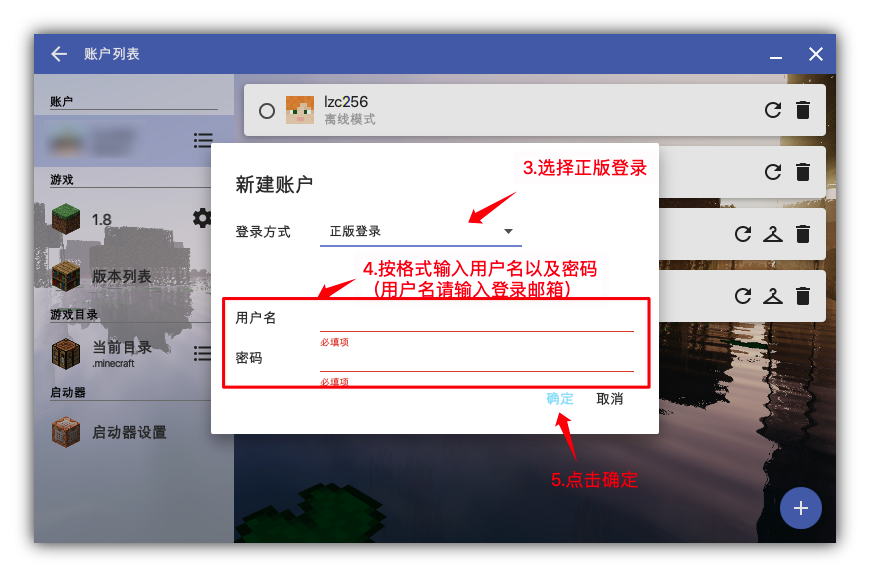 账户列表
账户
游戏
1.8
版本列表
游戏目录
当前目录
.minecraft
启动器
启动器设置
lzc256
离线模式
新建账户
3.选择正版登录
登录方式
正版登录
4.按格式输入用户名以及密码
（用户名请输入登录邮箱）
用户名
必填项
密码
必填项
确定
取消
5.点击确定